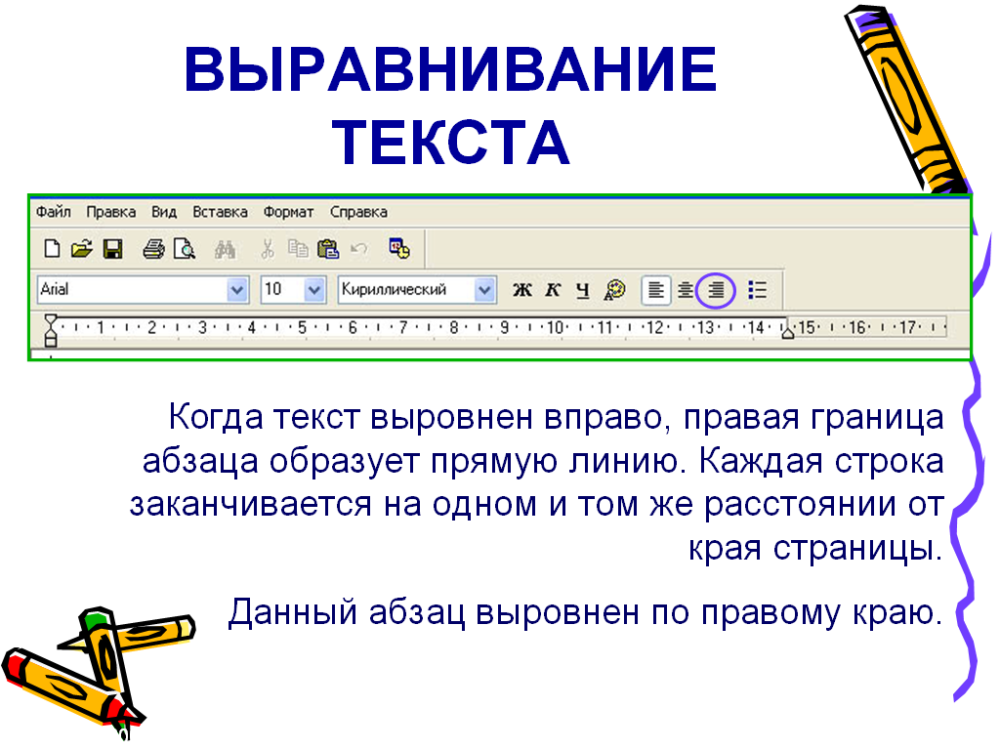 ВЫРАВНИВАНИЕ
ТЕКСТА
Файл Правка Вид Вставка Формат Справка
Arial 10 Кириллический Ж К Ч
1 2 3 4 5 6 7 8 9 10 11 12 13 14 15 16 17
Когда текст выровнен вправо, правая граница
абзаца образует прямую линию. Каждая строка
заканчивается на одном и том же расстоянии от
края страницы.
Данный абзац выровнен по правому краю.